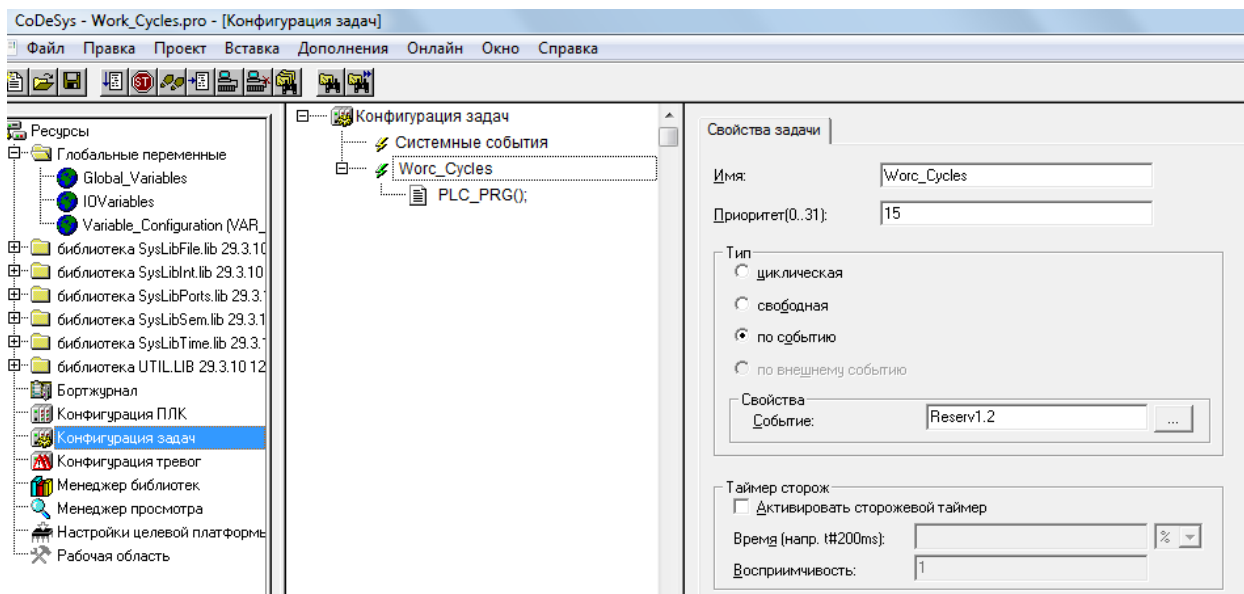 CoDeSys - Work_Cycles.pro - [Конфигурация задач]
Файл Правка Проект Вставка Дополнения Онлайн Окно Справка
Ресурсы
Глобальные переменные
Global_Variables
IOVariables
Variable_Configuration (VAR_
библиотека SysLibFile.lib 29.3.10
библиотека SysLibInt.lib 29.3.10
библиотека SysLibPorts.lib 29.3.
библиотека SysLibSem.lib 29.3.1
библиотека SysLibTime.lib 29.3.
библиотека UTIL.LIB 29.3.10 12
Бортжурнал
Конфигурация ПЛК
Конфигурация задач
Конфигурация тревог
Менеджер библиотек
Менеджер просмотра
Настройки целевой платформы
Рабочая область
Конфигурация задач
Системные события
Worc_Cycles
PLC_PRG();
Свойства задачи
Имя: Worc_Cycles
Приоритет(0..31): 15
Тип
циклическая
свободная
по событию
по внешнему событию
Свойства
Событие: Reserv1.2 ...
Таймер сторож
Активировать сторожевой таймер
Время (напр. t#200ms): %
Восприимчивость: 1